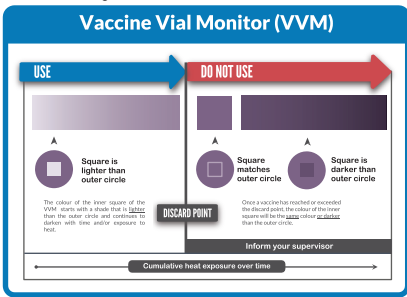 Vaccine Vial Monitor (VVM)
USE
DO NOT USE
Square is
lighter than
outer circle
Square
matches
outer circle
Square is
darker than
outer circle
The colour of the inner square of the
VVM starts with a shade that is lighter
than the outer circle and continues to
darken with time and/or exposure to
heat.
DISCARD POINT
Once a vaccine has reached or exceeded
the discard point, the colour of the inner
square will be the same colour or darker
than the outer circle.
Inform your supervisor
Cumulative heat exposure over time